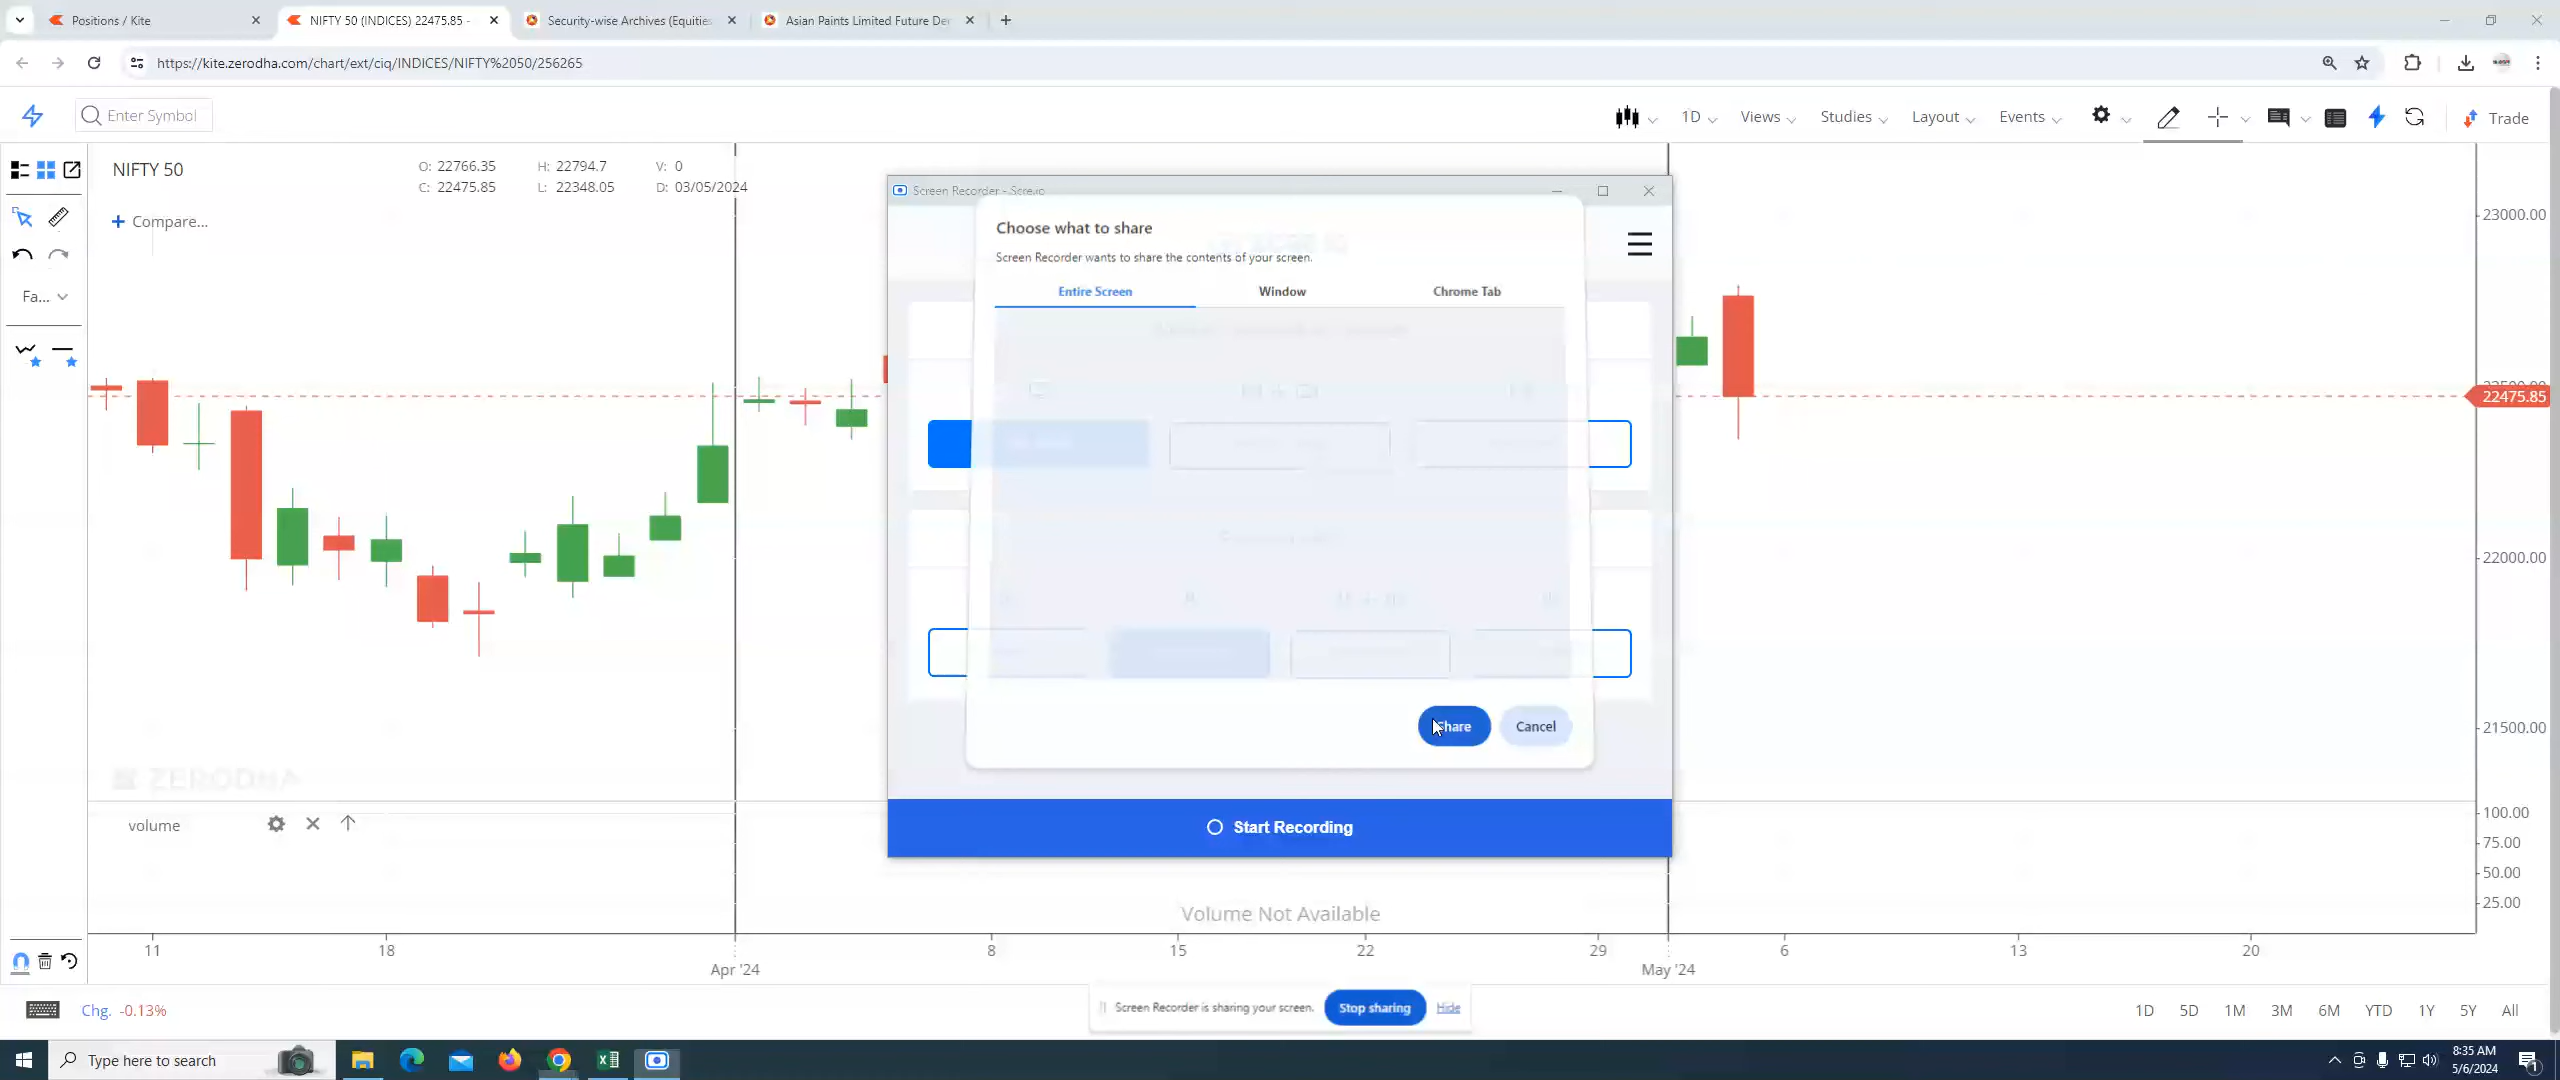 Positions / Kite
NIFTY 50 (INDICES) 22475.85 -
Security-wise Archives (Equities
Asian Paints Limited Future Der
https://kite.zerodha.com/chart/ext/ciq/INDICES/NIFTY%2050/256265
Enter Symbol
1D
Views
Studies
Layout
Events
Trade
NIFTY 50
O: 22766.35
H: 22794.7
V: 0
C: 22475.85
L: 22348.05
D: 03/05/2024
+ Compare...
Fa...
Screen Recorder - Scre.io
Choose what to share
Screen Recorder wants to share the contents of your screen.
Entire Screen
Window
Chrome Tab
Share
Cancel
Start Recording
23000.00
22500.00
22475.85
22000.00
21500.00
ZERODHA
volume
100.00
75.00
50.00
25.00
Volume Not Available
11
18
8
15
22
29
6
13
20
Apr '24
May '24
Chg. -0.13%
Screen Recorder is sharing your screen.
Stop sharing
Hide
1D
5D
1M
3M
6M
YTD
1Y
5Y
All
Type here to search
8:35 AM
5/6/2024